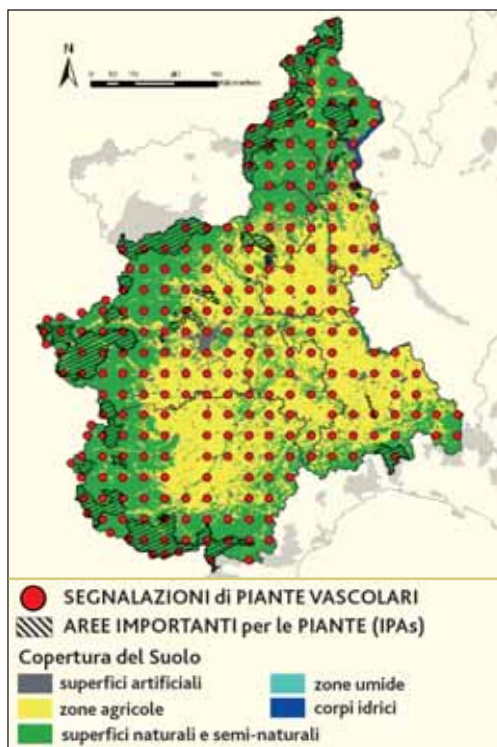 N
SEGNALAZIONI di PIANTE VASCOLARI
AREE IMPORTANTI per le PIANTE (IPAs)
Copertura del Suolo
superfici artificiali
zone umide
zone agricole
corpi idrici
superfici naturali e semi-naturali